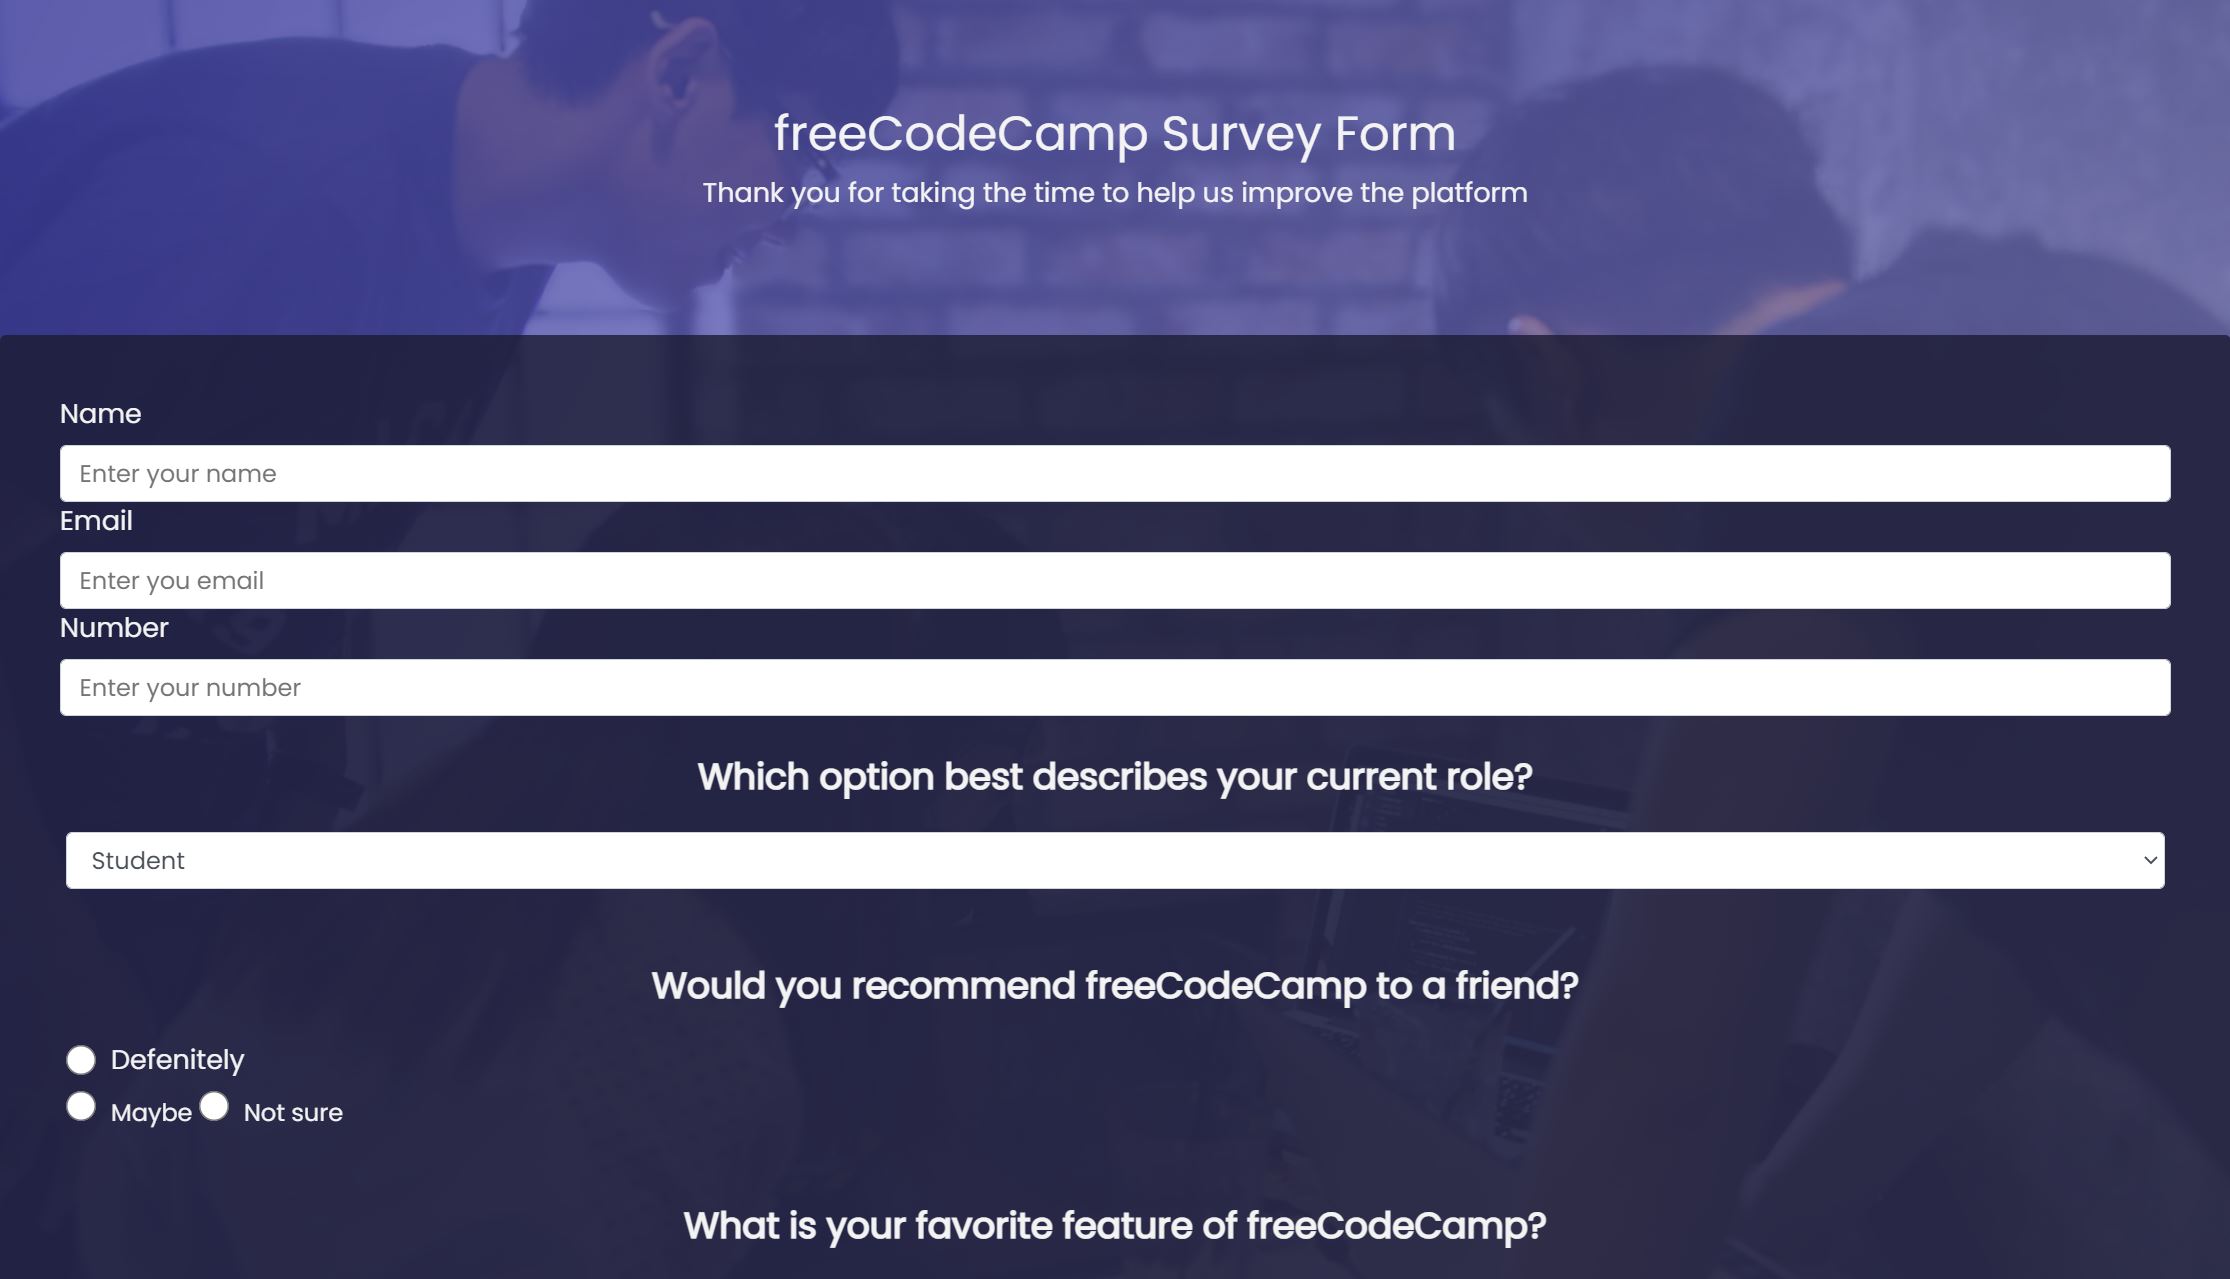 freeCodeCamp Survey Form
Thank you for taking the time to help us improve the platform
Name
Enter your name
Email
Enter you email
Number
Enter your number
Which option best describes your current role?
Student
Would you recommend freeCodeCamp to a friend?
Defenitely
Maybe Not sure
What is your favorite feature of freeCodeCamp?